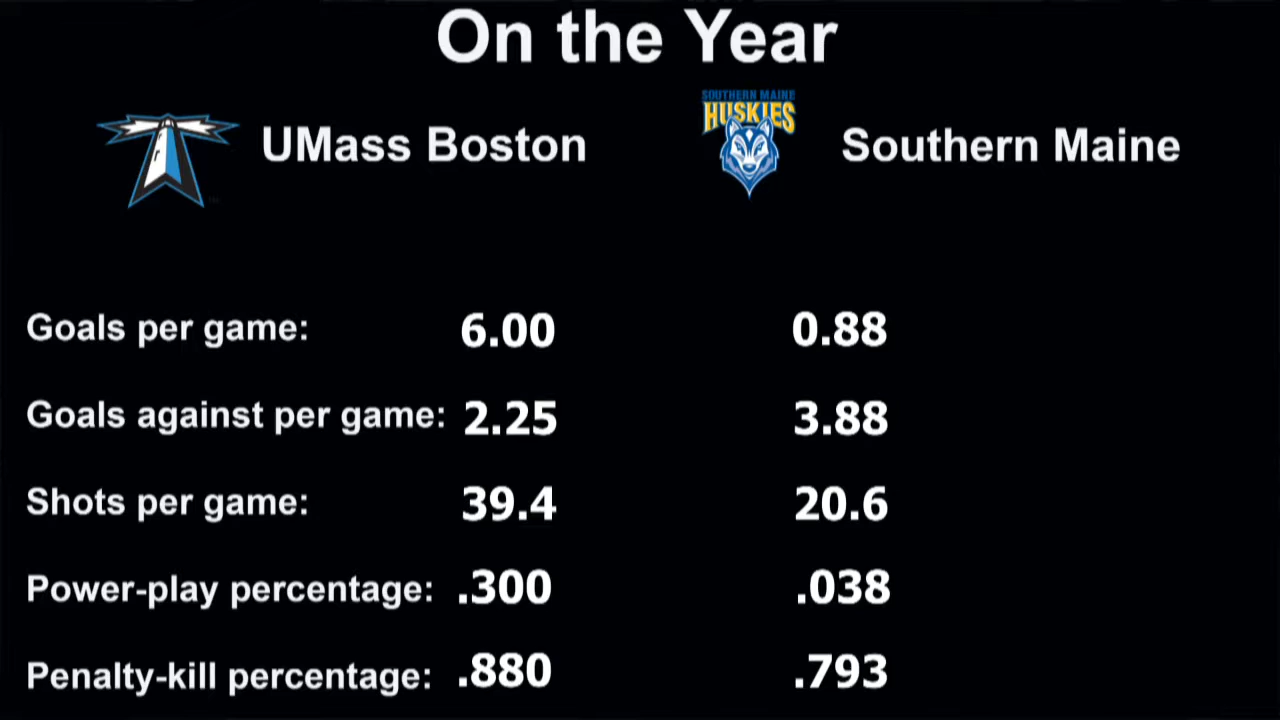 On the Year
SOUTHERN MAINE
HUSKIES
UMass Boston
Southern Maine
Goals per game: 6.00 0.88
Goals against per game: 2.25 3.88
Shots per game: 39.4 20.6
Power-play percentage: .300 .038
Penalty-kill percentage: .880 .793